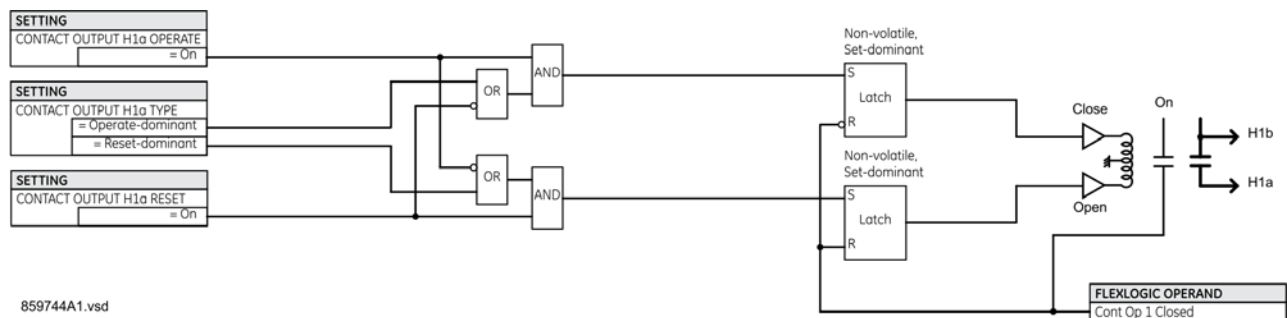 SETTING
CONTACT OUTPUT H1a OPERATE
= On
SETTING
CONTACT OUTPUT H1a TYPE
= Operate-dominant
= Reset-dominant
SETTING
CONTACT OUTPUT H1a RESET
= On
OR
AND
OR
AND
Non-volatile,
Set-dominant
S
Latch
R
Non-volatile,
Set-dominant
S
Latch
R
Close
Open
On
H1b
H1a
FLEXLOGIC OPERAND
Cont Op 1 Closed
859744A1.vsd